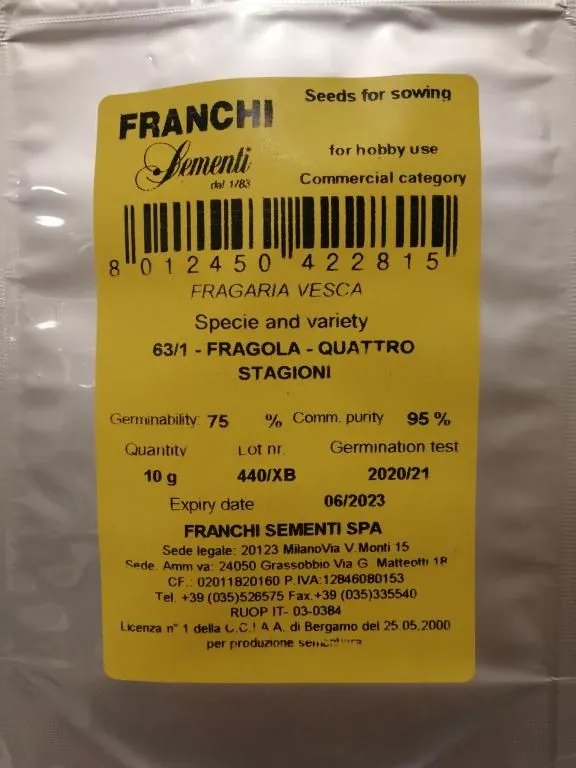 FRANCHI
Sementi
dal 1783
Seeds for sowing
for hobby use
Commercial category
8 012450 422815
FRAGARIA VESCA
Specie and variety
63/1 - FRAGOLA - QUATTRO
STAGIONI
Germinability: 75 % Comm. purity 95 %
Quantity Lot nr. Germination test
10 g 440/XB 2020/21
Expiry date 06/2023
FRANCHI SEMENTI SPA
Sede legale: 20123 MilanoVia V.Monti 15
Sede. Amm va: 24050 Grassobbio Via G. Matteotti 18
CF.: 02011820160 P.IVA:12846080153
Tel. +39 (035)526575 Fax.+39 (035)335540
RUOP IT- 03-0384
Licenza n° 1 della C.C.I.A.A. di Bergamo del 25.05.2000
per produzione